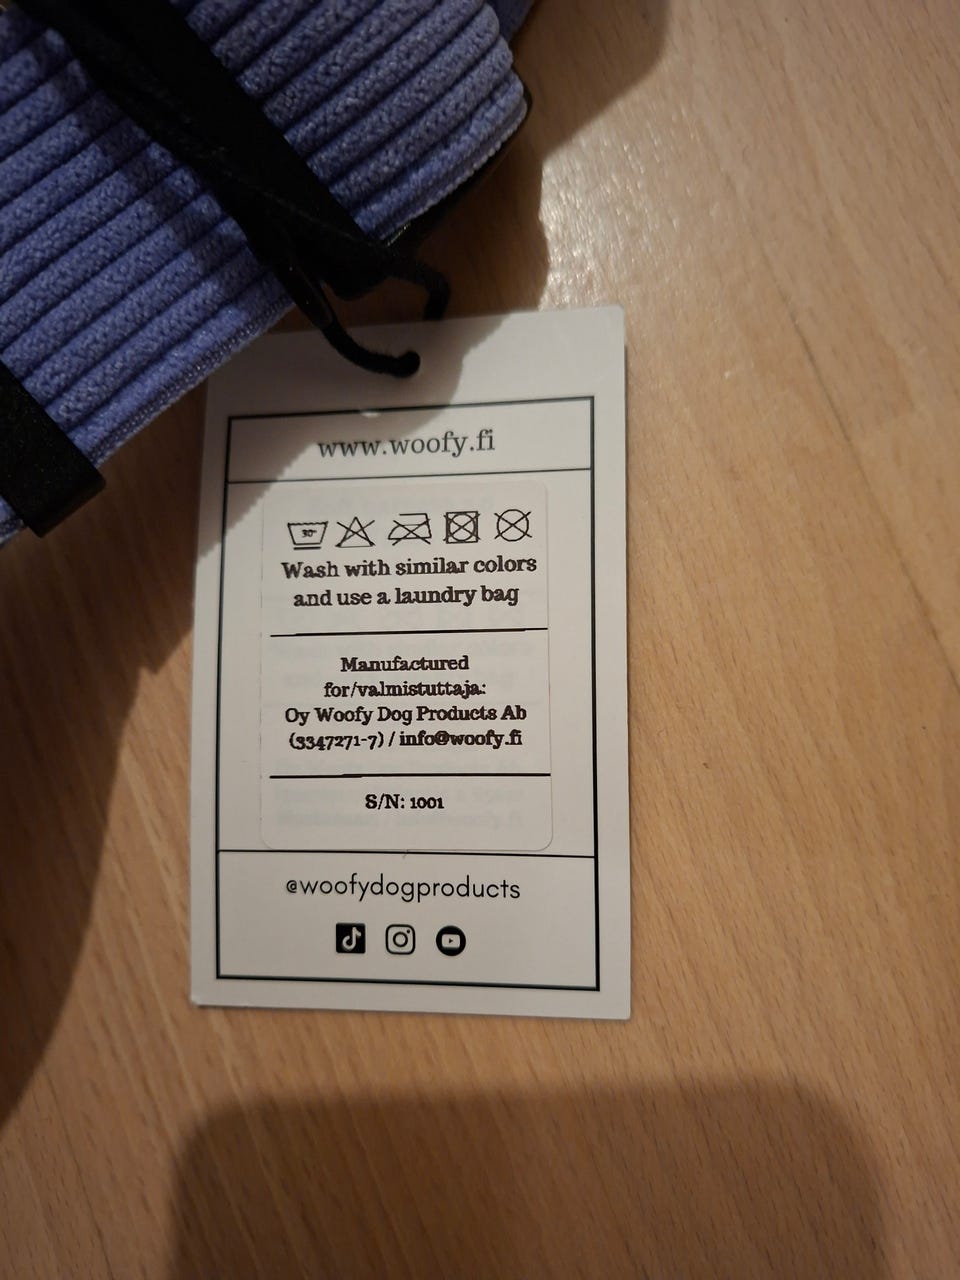 www.woofy.fi
30°
Wash with similar colors
and use a laundry bag
Manufactured
for/valmistuttaja:
Oy Woofy Dog Products Ab
(3347271-7) / info@woofy.fi
S/N: 1001
@woofydogproducts